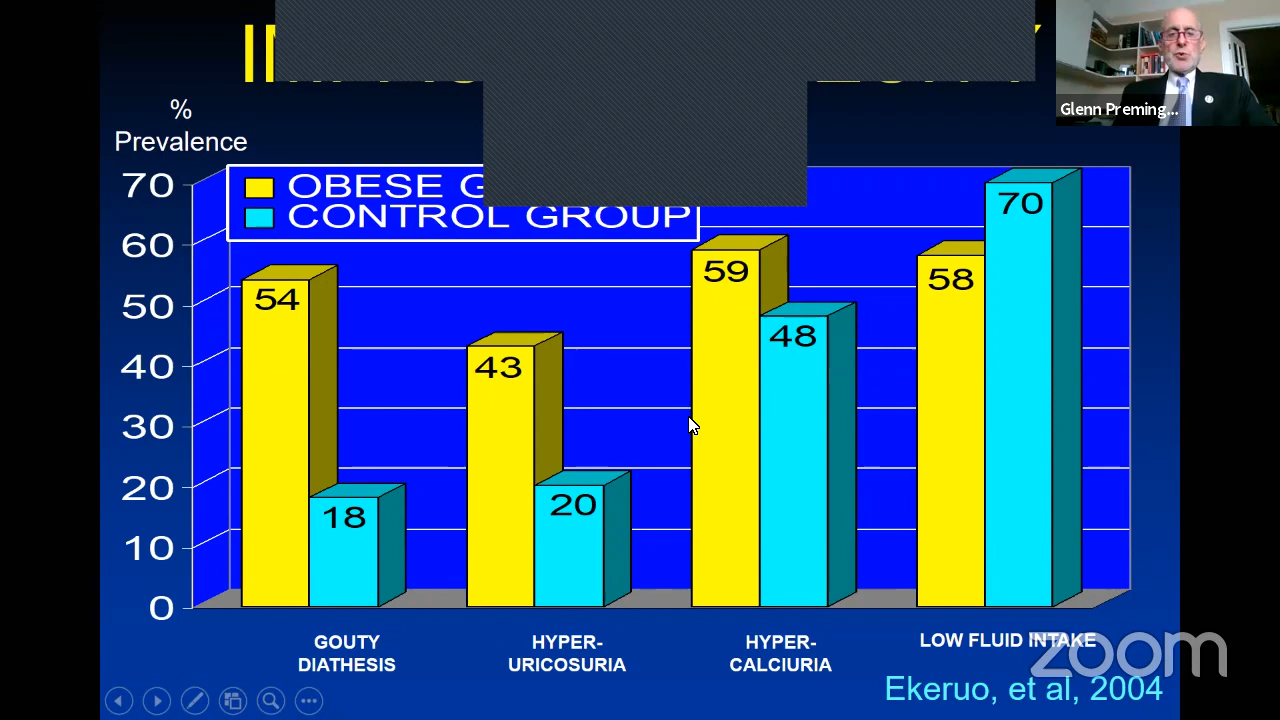 Glenn Preming...
%
Prevalence
OBESE
CONTROL GROUP
70
60
50
40
30
20
10
0
54
18
43
20
59
48
58
70
GOUTY
DIATHESIS
HYPER-
URICOSURIA
HYPER-
CALCIURIA
LOW FLUID INTAKE
zoom
Ekeruo, et al, 2004